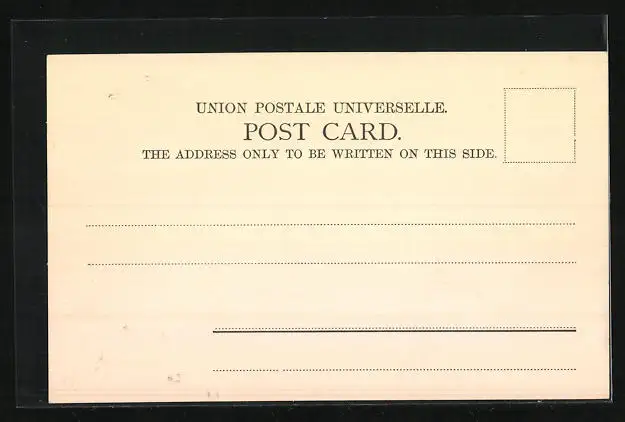 UNION POSTALE UNIVERSELLE.
POST CARD.
THE ADDRESS ONLY TO BE WRITTEN ON THIS SIDE.